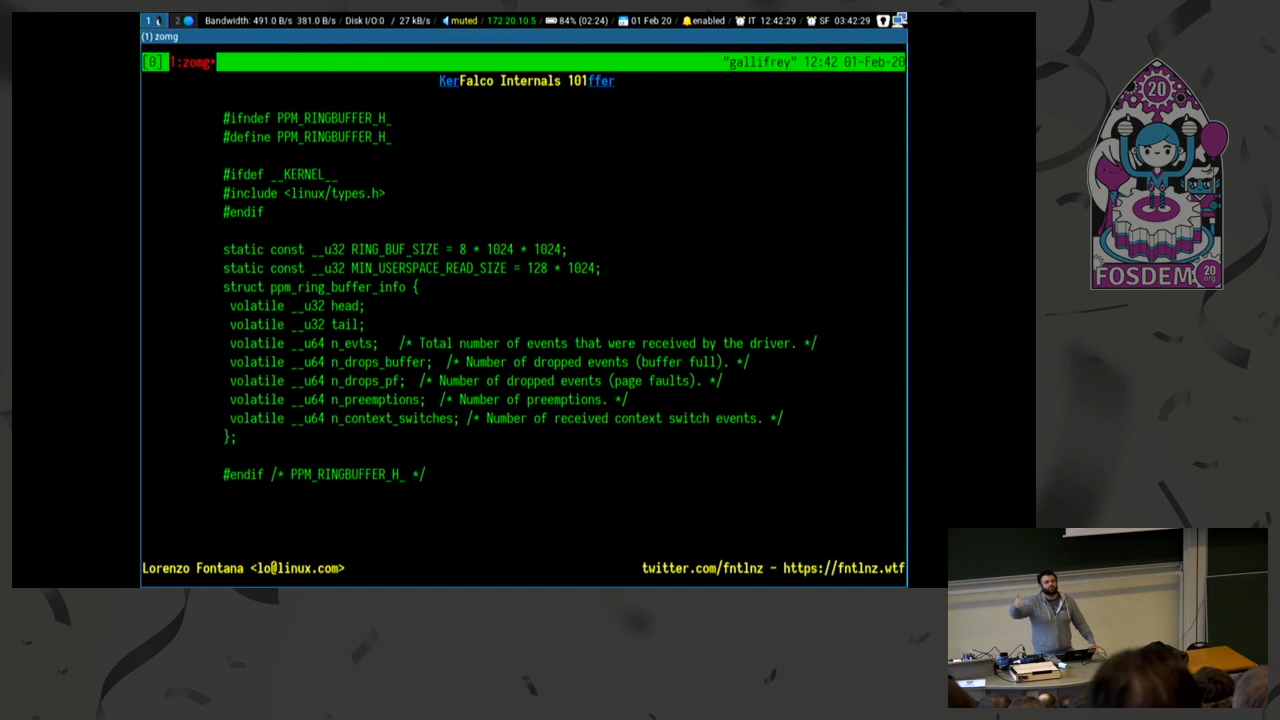 1 2 Bandwidth: 491.0 B/s 381.0 B/s / Disk I/O:0 / 27 kB/s / muted / 172.20.10.5 / 84% (02:24) / 01 Feb 20 / enabled / IT 12:42:29 / SF 03:42:29
(1) zomg
[0] 1:zomg* "gallifrey" 12:42 01-Feb-20
KerFalco Internals 101ffer
#ifndef PPM_RINGBUFFER_H_
#define PPM_RINGBUFFER_H_
#ifdef __KERNEL__
#include <linux/types.h>
#endif
static const __u32 RING_BUF_SIZE = 8 * 1024 * 1024;
static const __u32 MIN_USERSPACE_READ_SIZE = 128 * 1024;
struct ppm_ring_buffer_info {
volatile __u32 head;
volatile __u32 tail;
volatile __u64 n_evts; /* Total number of events that were received by the driver. */
volatile __u64 n_drops_buffer; /* Number of dropped events (buffer full). */
volatile __u64 n_drops_pf; /* Number of dropped events (page faults). */
volatile __u64 n_preemptions; /* Number of preemptions. */
volatile __u64 n_context_switches; /* Number of received context switch events. */
};
#endif /* PPM_RINGBUFFER_H_ */
Lorenzo Fontana <lo@linux.com> twitter.com/fntlnz - https://fntlnz.wtf
20
FOSDEM 20
.org